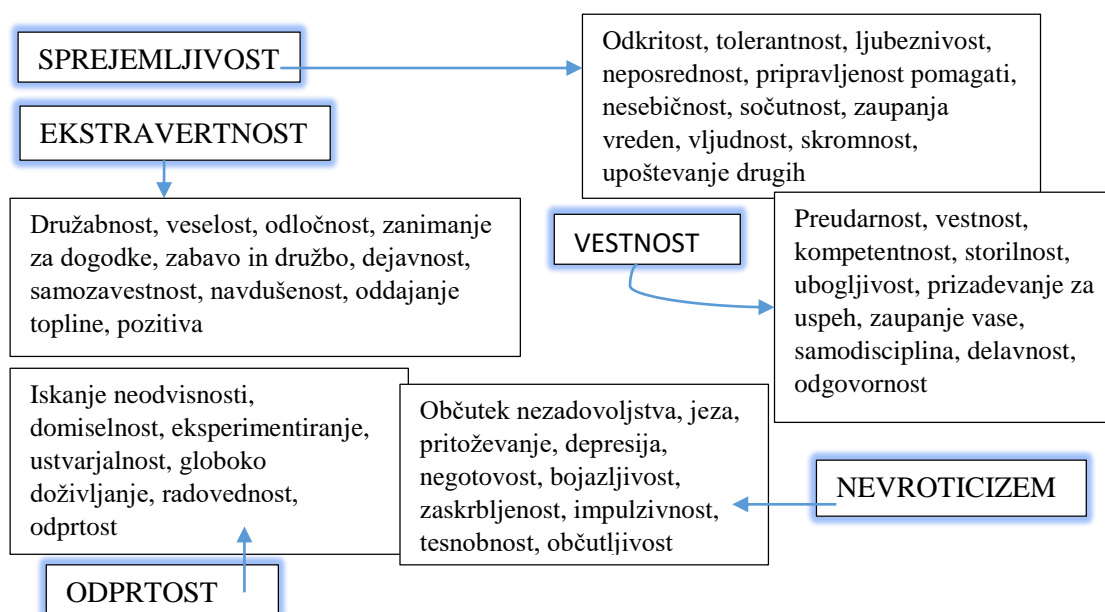 SPREJEMLJIVOST
Odkritost, tolerantnost, ljubeznivost,
neposrednost, pripravljenost pomagati,
nesebičnost, sočutnost, zaupanja
vreden, vljudnost, skromnost,
upoštevanje drugih
EKSTRAVERTNOST
Družabnost, veselost, odločnost, zanimanje
za dogodke, zabavo in družbo, dejavnost,
samozavestnost, navdušenost, oddajanje
topline, pozitiva
VESTNOST
Preudarnost, vestnost,
kompetentnost, storilnost,
ubogljivost, prizadevanje za
uspeh, zaupanje vase,
samodisciplina, delavnost,
odgovornost
Iskanje neodvisnosti,
domiselnost, eksperimentiranje,
ustvarjalnost, globoko
doživljanje, radovednost,
odprtost
Občutek nezadovoljstva, jeza,
pritoževanje, depresija,
negotovost, bojazljivost,
zaskrbljenost, impulzivnost,
tesnobnost, občutljivost
NEVROTICIZEM
ODPRTOST